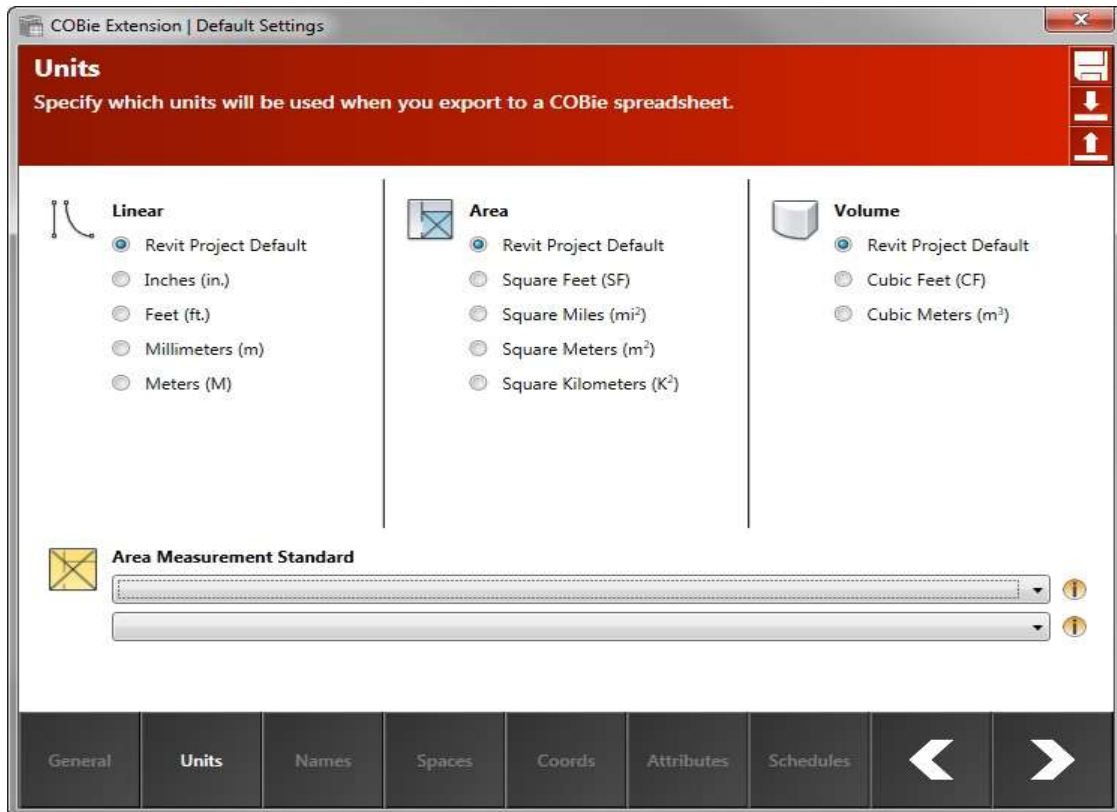 COBie Extension | Default Settings
Units
Specify which units will be used when you export to a COBie spreadsheet.
Linear
Revit Project Default
Inches (in.)
Feet (ft.)
Millimeters (m)
Meters (M)
Area
Revit Project Default
Square Feet (SF)
Square Miles (mi²)
Square Meters (m²)
Square Kilometers (K²)
Volume
Revit Project Default
Cubic Feet (CF)
Cubic Meters (m³)
Area Measurement Standard
General Units Names Spaces Coords Attributes Schedules